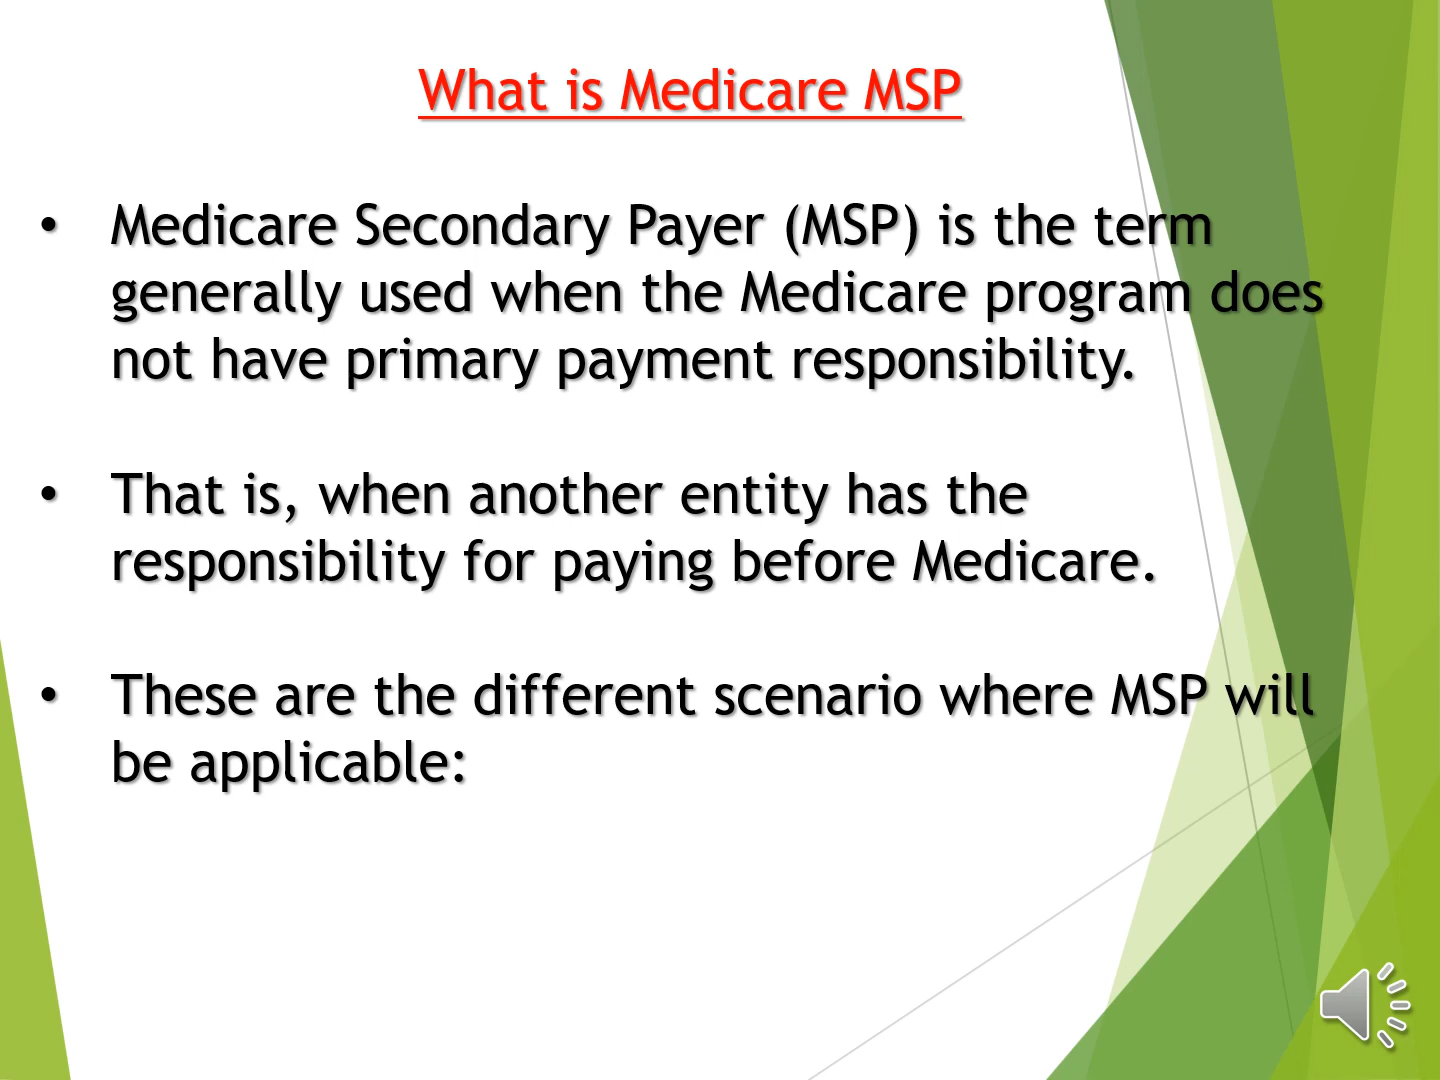 What is Medicare MSP
• Medicare Secondary Payer (MSP) is the term
generally used when the Medicare program does
not have primary payment responsibility.
• That is, when another entity has the
responsibility for paying before Medicare.
• These are the different scenario where MSP will
be applicable: